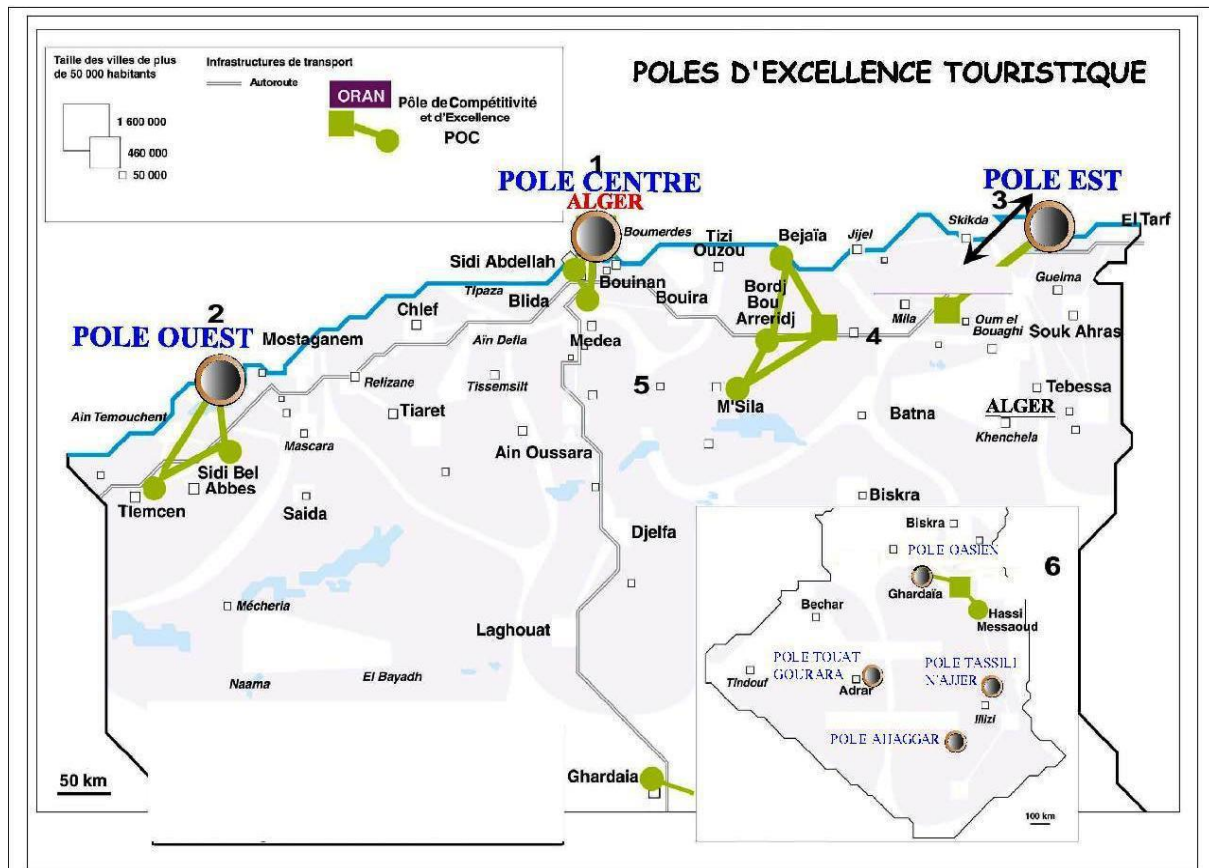 Taille des villes de plus
de 50 000 habitants
1 600 000
460 000
50 000
Infrastructures de transport
Autoroute
ORAN
Pôle de Compétitivité
et d'Excellence
POC
POLES D'EXCELLENCE TOURISTIQUE
1
POLE CENTRE
ALGER
3
POLE EST
2
POLE OUEST
Boumerdes
Tizi
Ouzou
Bejaïa
Jijel
Skikda
El Tarf
Sidi Abdellah
Bouinan
Tipaza
Blida
Bouira
Bordj
Bou
Arreridj
Guelma
Chlef
Mila
Oum el
Bouaghi
Souk Ahras
Mostaganem
Aïn Defla
Medea
4
5
Relizane
Tissemsilt
M'Sila
Tebessa
Ain Temouchent
Tiaret
Batna
ALGER
Khenchela
Mascara
Ain Oussara
Sidi Bel
Abbes
Tlemcen
Saida
Biskra
Djelfa
Mécheria
Laghouat
Naama
El Bayadh
Ghardaia
50 km
Biskra
POLE OASIEN
6
Ghardaïa
Hassi
Messaoud
Bechar
POLE TOUAT
GOURARA
Adrar
POLE TASSILI
N'AJJER
Tindouf
Illizi
POLE AHAGGAR
100 km